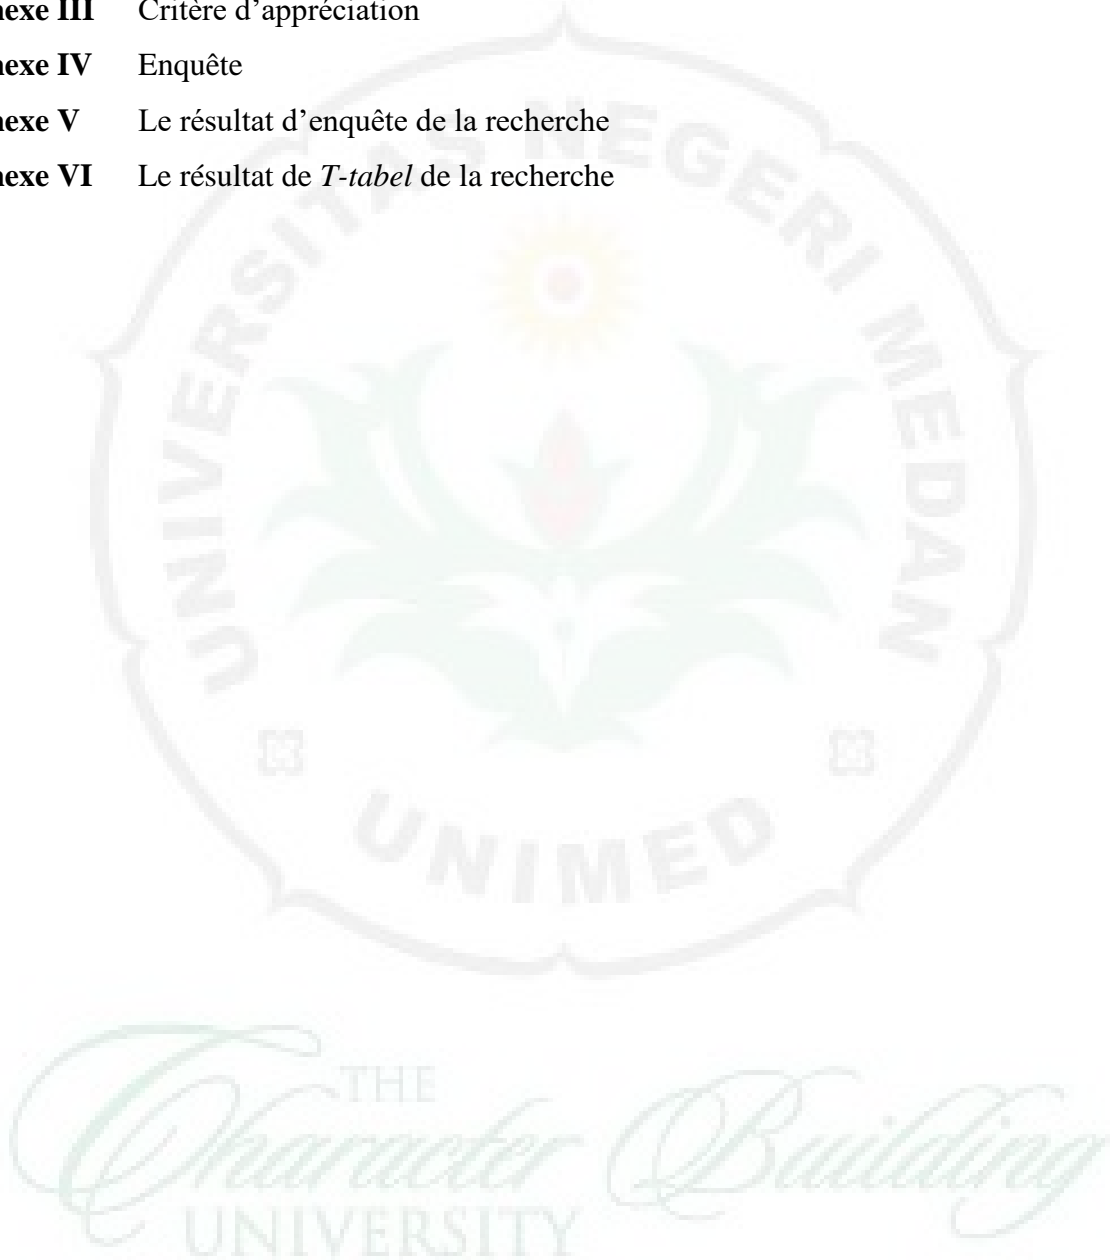 nexe III Critère d’appréciation
nexe IV Enquête
nexe V Le résultat d’enquête de la recherche
nexe VI Le résultat de T-tabel de la recherche
UNIVERSITAS NEGERI MEDAN
UNIMED
THE
Character Building
UNIVERSITY